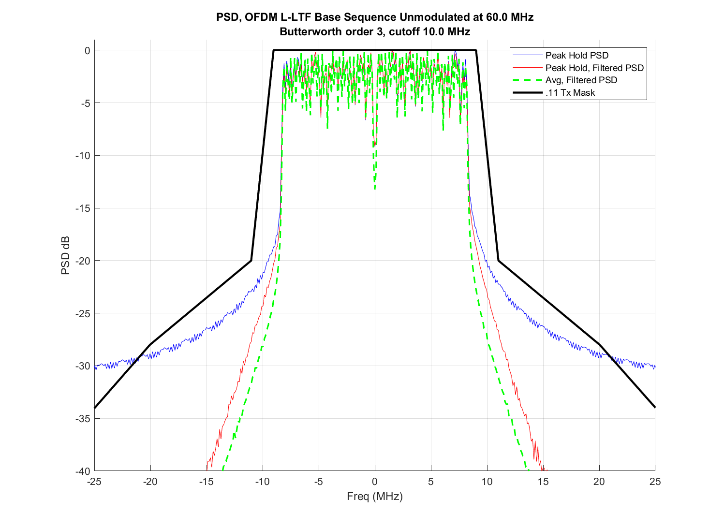 PSD, OFDM L-LTF Base Sequence Unmodulated at 60.0 MHz
Butterworth order 3, cutoff 10.0 MHz
Peak Hold PSD
Peak Hold, Filtered PSD
Avg, Filtered PSD
.11 Tx Mask
PSD dB
0
-5
-10
-15
-20
-25
-30
-35
-40
-25
-20
-15
-10
-5
0
5
10
15
20
25
Freq (MHz)